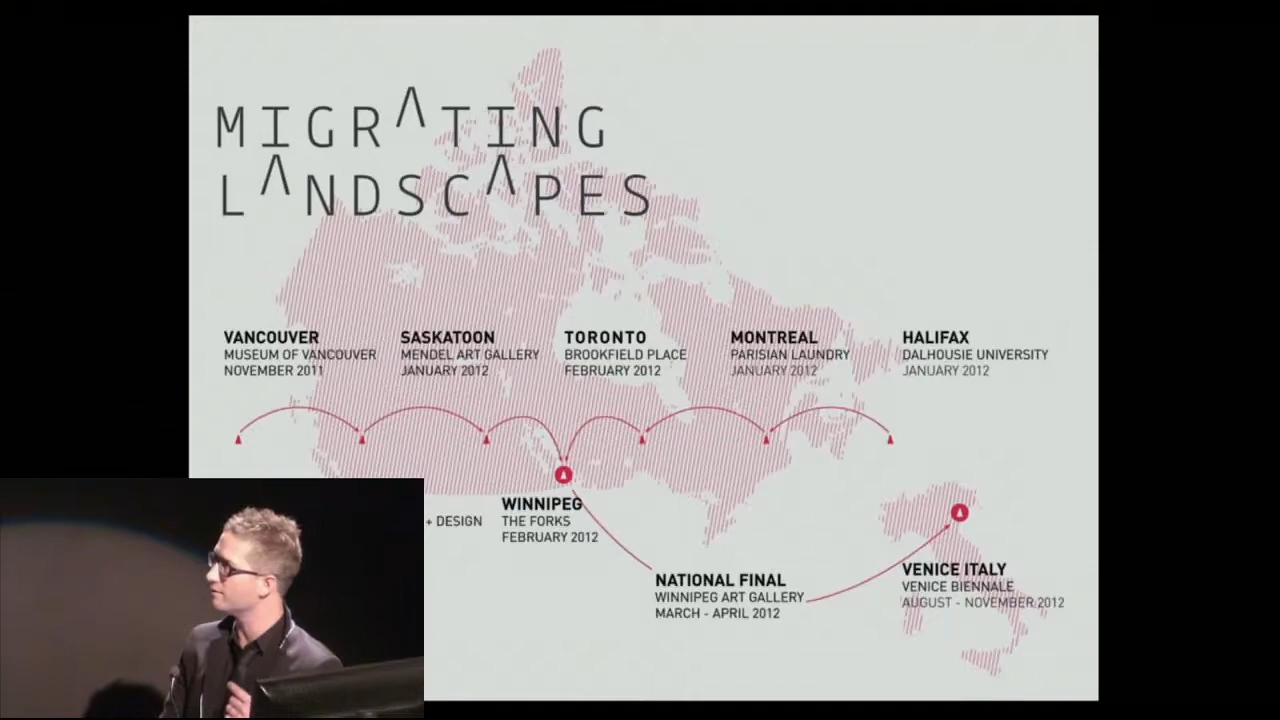 MIGRATING
LANDSCAPES
VANCOUVER
MUSEUM OF VANCOUVER
NOVEMBER 2011
SASKATOON
MENDEL ART GALLERY
JANUARY 2012
TORONTO
BROOKFIELD PLACE
FEBRUARY 2012
MONTREAL
PARISIAN LAUNDRY
JANUARY 2012
HALIFAX
DALHOUSIE UNIVERSITY
JANUARY 2012
+ DESIGN
WINNIPEG
THE FORKS
FEBRUARY 2012
NATIONAL FINAL
WINNIPEG ART GALLERY
MARCH - APRIL 2012
VENICE ITALY
VENICE BIENNALE
AUGUST - NOVEMBER 2012